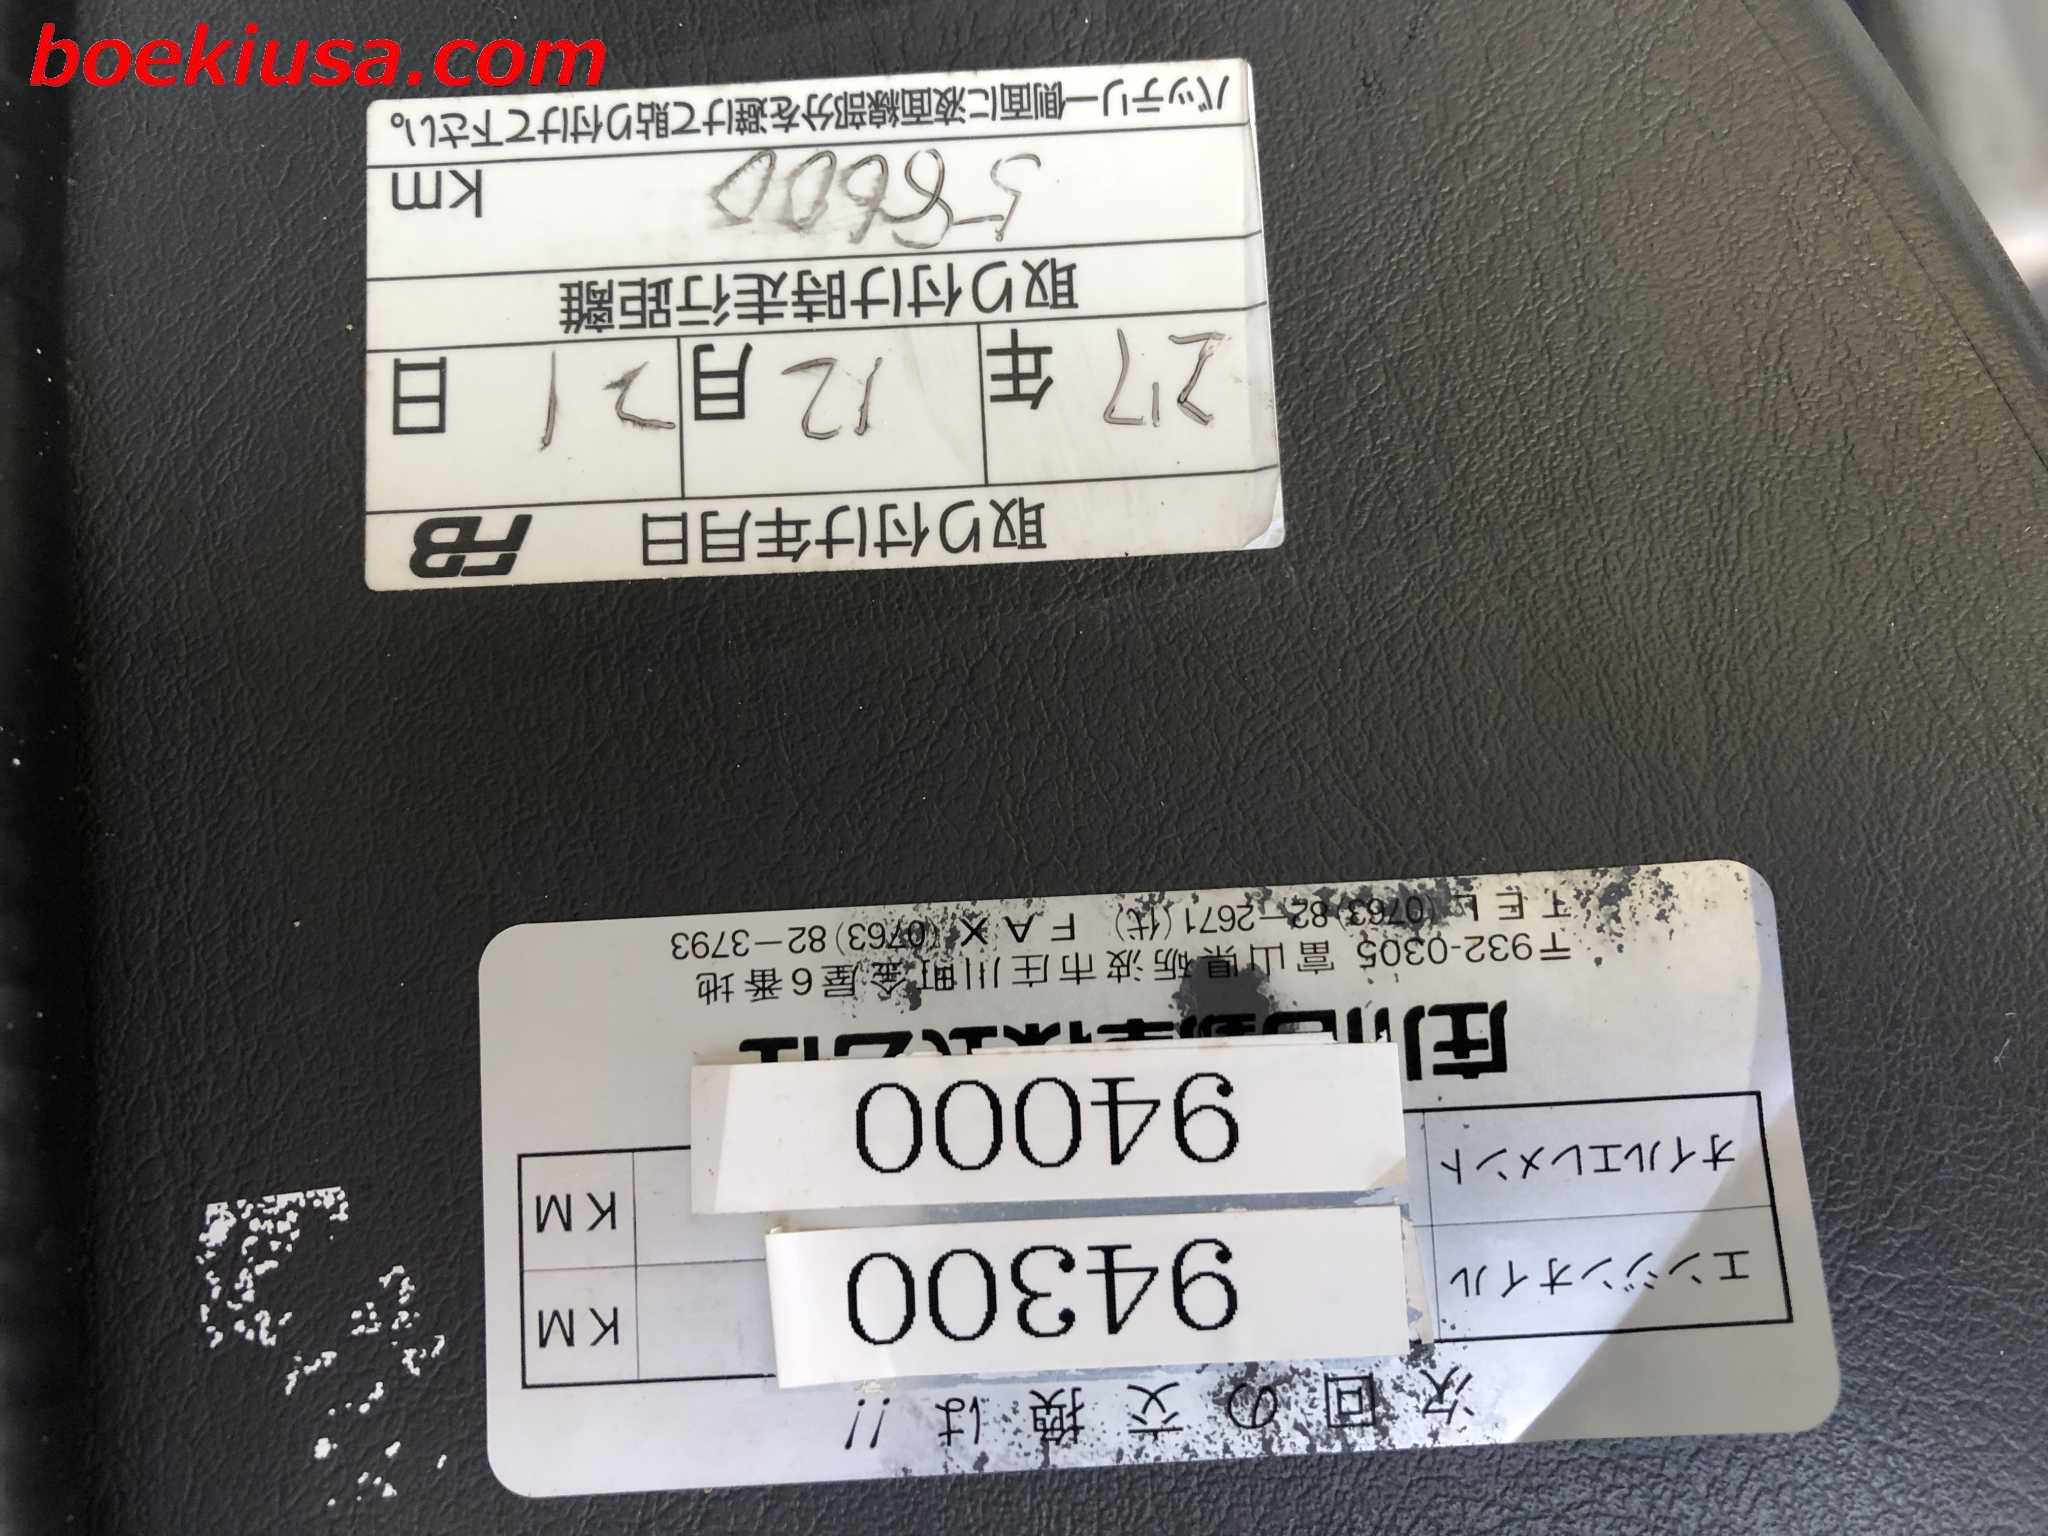 boekiusa.com
次回の交換は!!
エンジンオイル 94300 KM
オイルエレメント 94000 KM
〒932-0305 富山県砺波市庄川町金屋6番地
TEL (0763) 82-2671(代) FAX (0763) 82-3793
取り付け年月日 FB
27年 12月 21日
取り付け時走行距離
km
バッテリー側面に液面線部分を避けて貼り付けて下さい。